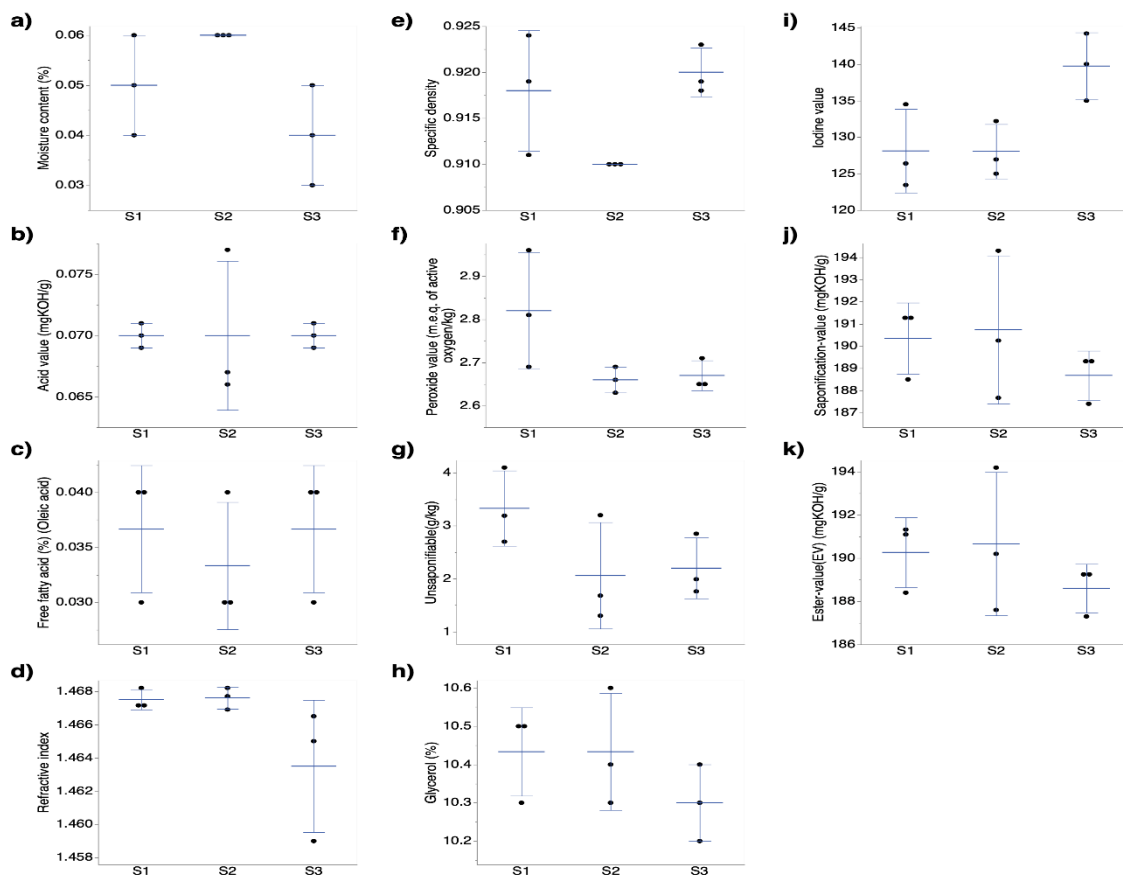 a)
Moisture content (%)
0.06
0.05
0.04
0.03
S1 S2 S3
b)
Acid value (mgKOH/g)
0.075
0.070
0.065
S1 S2 S3
c)
Free fatty acid (%) (Oleic acid)
0.040
0.035
0.030
S1 S2 S3
d)
Refractive index
1.468
1.466
1.464
1.462
1.460
1.458
S1 S2 S3
e)
Specific density
0.925
0.920
0.915
0.910
0.905
S1 S2 S3
f)
Peroxide value (m.e.q. of active
oxygen/kg)
2.9
2.8
2.7
2.6
S1 S2 S3
g)
Unsaponifiable(g/kg)
4
3
2
1
S1 S2 S3
h)
Glycerol (%)
10.6
10.5
10.4
10.3
10.2
S1 S2 S3
i)
Iodine value
145
140
135
130
125
120
S1 S2 S3
j)
Saponification-value (mgKOH/g)
194
193
192
191
190
189
188
187
S1 S2 S3
k)
Ester-value(EV) (mgKOH/g)
194
192
190
188
186
S1 S2 S3